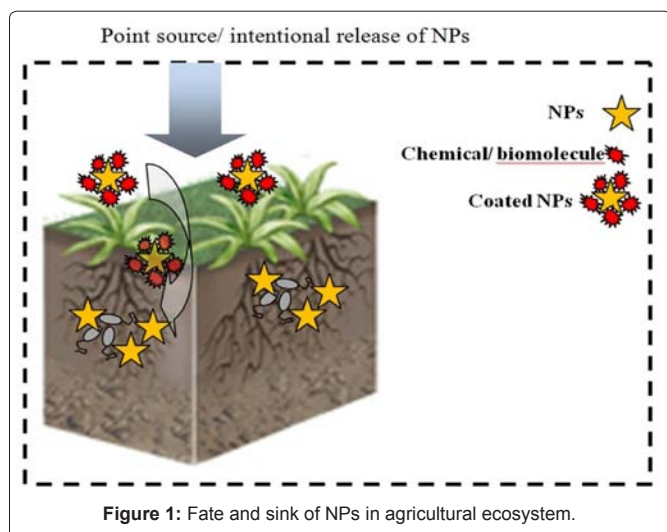 Point source/ intentional release of NPs
NPs
Chemical/ biomolecule
Coated NPs
Figure 1: Fate and sink of NPs in agricultural ecosystem.